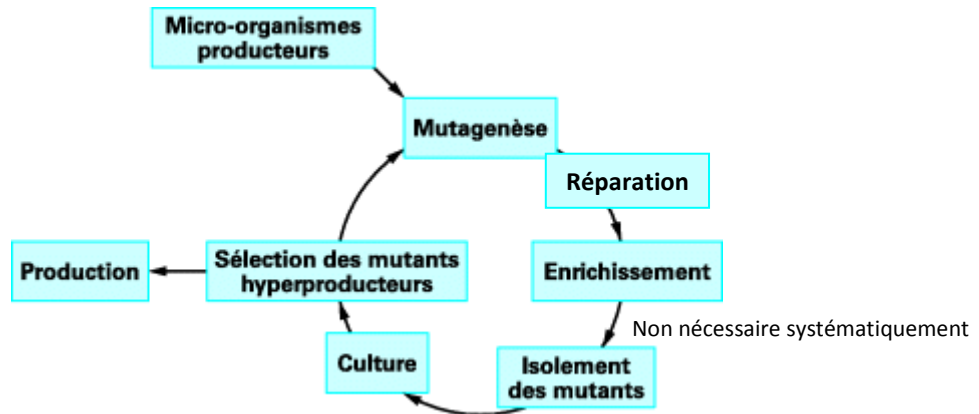 Micro-organismes
producteurs
Mutagenèse
Réparation
Enrichissement
Non nécessaire systématiquement
Isolement
des mutants
Culture
Sélection des mutants
hyperproducteurs
Production